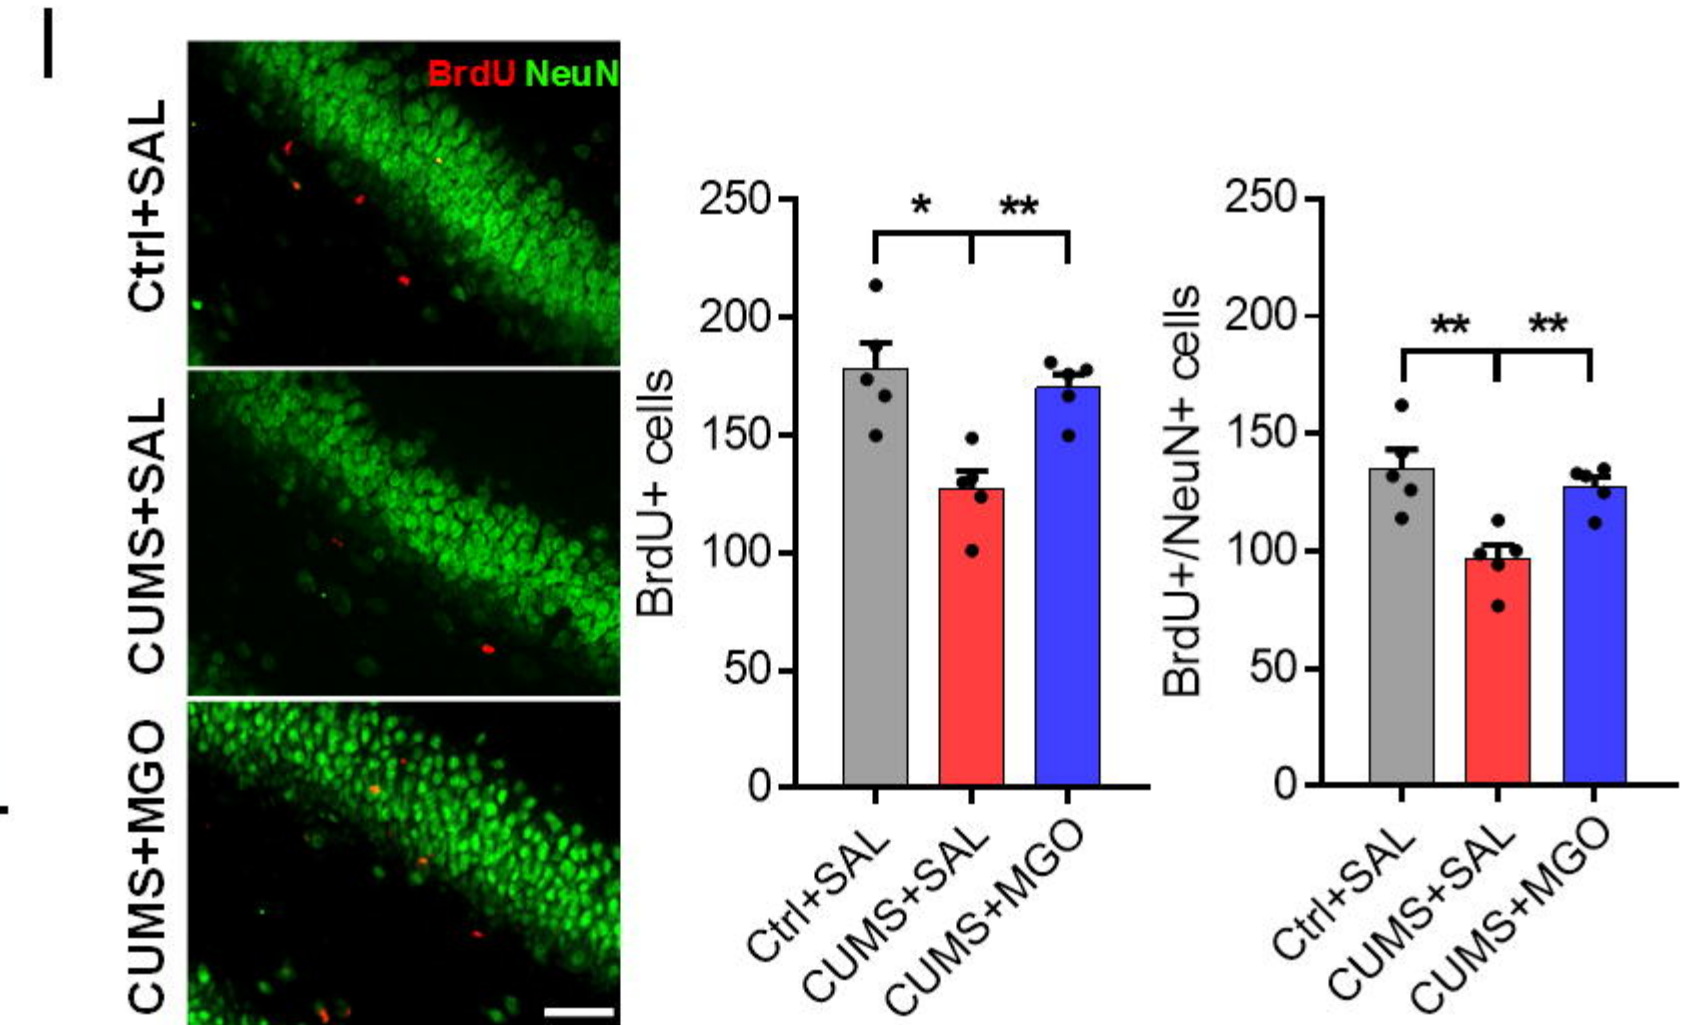 I
Ctrl+SAL
BrdU NeuN
CUMS+SAL
CUMS+MGO
BrdU+ cells
250
200
150
100
50
0
* **
Ctrl+SAL
CUMS+SAL
CUMS+MGO
BrdU+/NeuN+ cells
250
200
150
100
50
0
** **
Ctrl+SAL
CUMS+SAL
CUMS+MGO